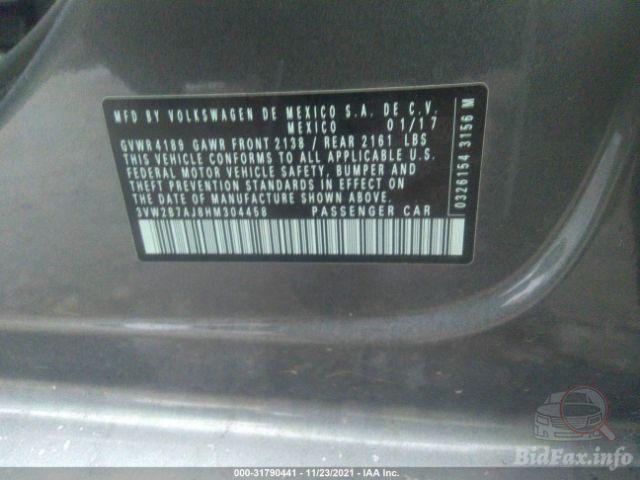 MFD BY VOLKSWAGEN DE MEXICO S.A. DE C.V.
MEXICO 01/17
GVWR 4189 GAWR FRONT 2138 / REAR 2161 LBS
THIS VEHICLE CONFORMS TO ALL APPLICABLE U.S.
FEDERAL MOTOR VEHICLE SAFETY, BUMPER AND
THEFT PREVENTION STANDARDS IN EFFECT ON THE
DATE OF MANUFACTURE SHOWN ABOVE.
3VW2B7AJ8HM304458 PASSENGER CAR
0326154 3156 M
000-31790441 - 11/23/2021 - IAA Inc.
BidFax.info